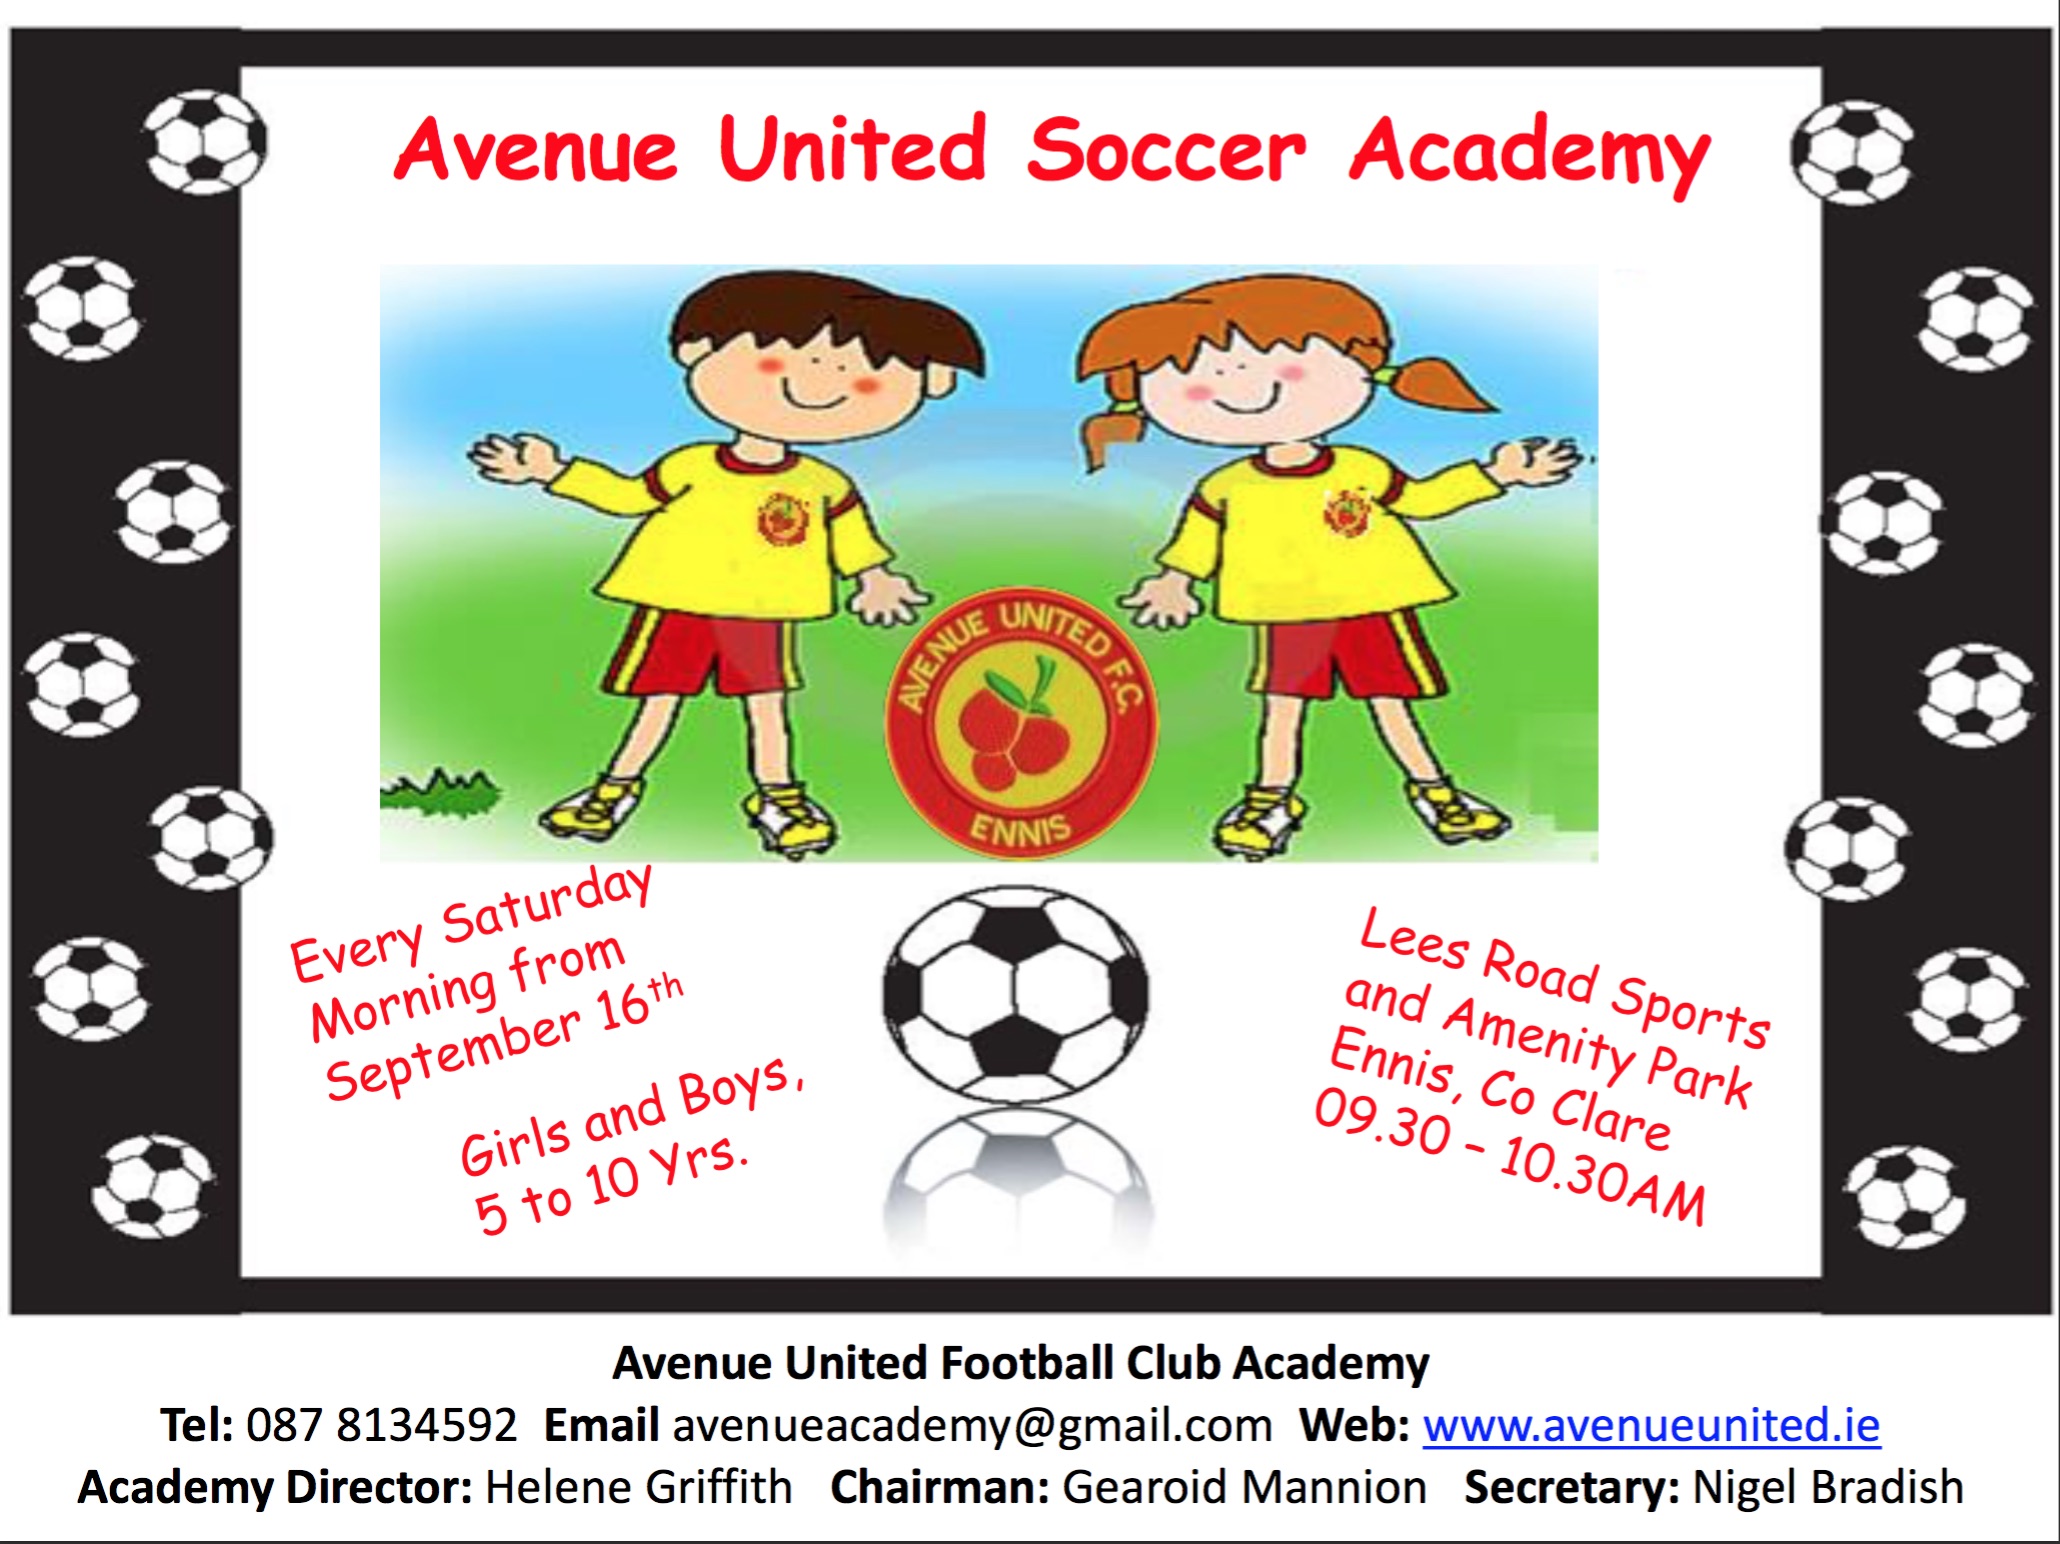 Avenue United Soccer Academy
AVENUE UNITED F.C.
ENNIS
Every Saturday
Morning from
September 16th
Girls and Boys,
5 to 10 Yrs.
Lees Road Sports
and Amenity Park
Ennis, Co Clare
09.30 – 10.30AM
Avenue United Football Club Academy
Tel: 087 8134592 Email avenueacademy@gmail.com Web: www.avenueunited.ie
Academy Director: Helene Griffith Chairman: Gearoid Mannion Secretary: Nigel Bradish